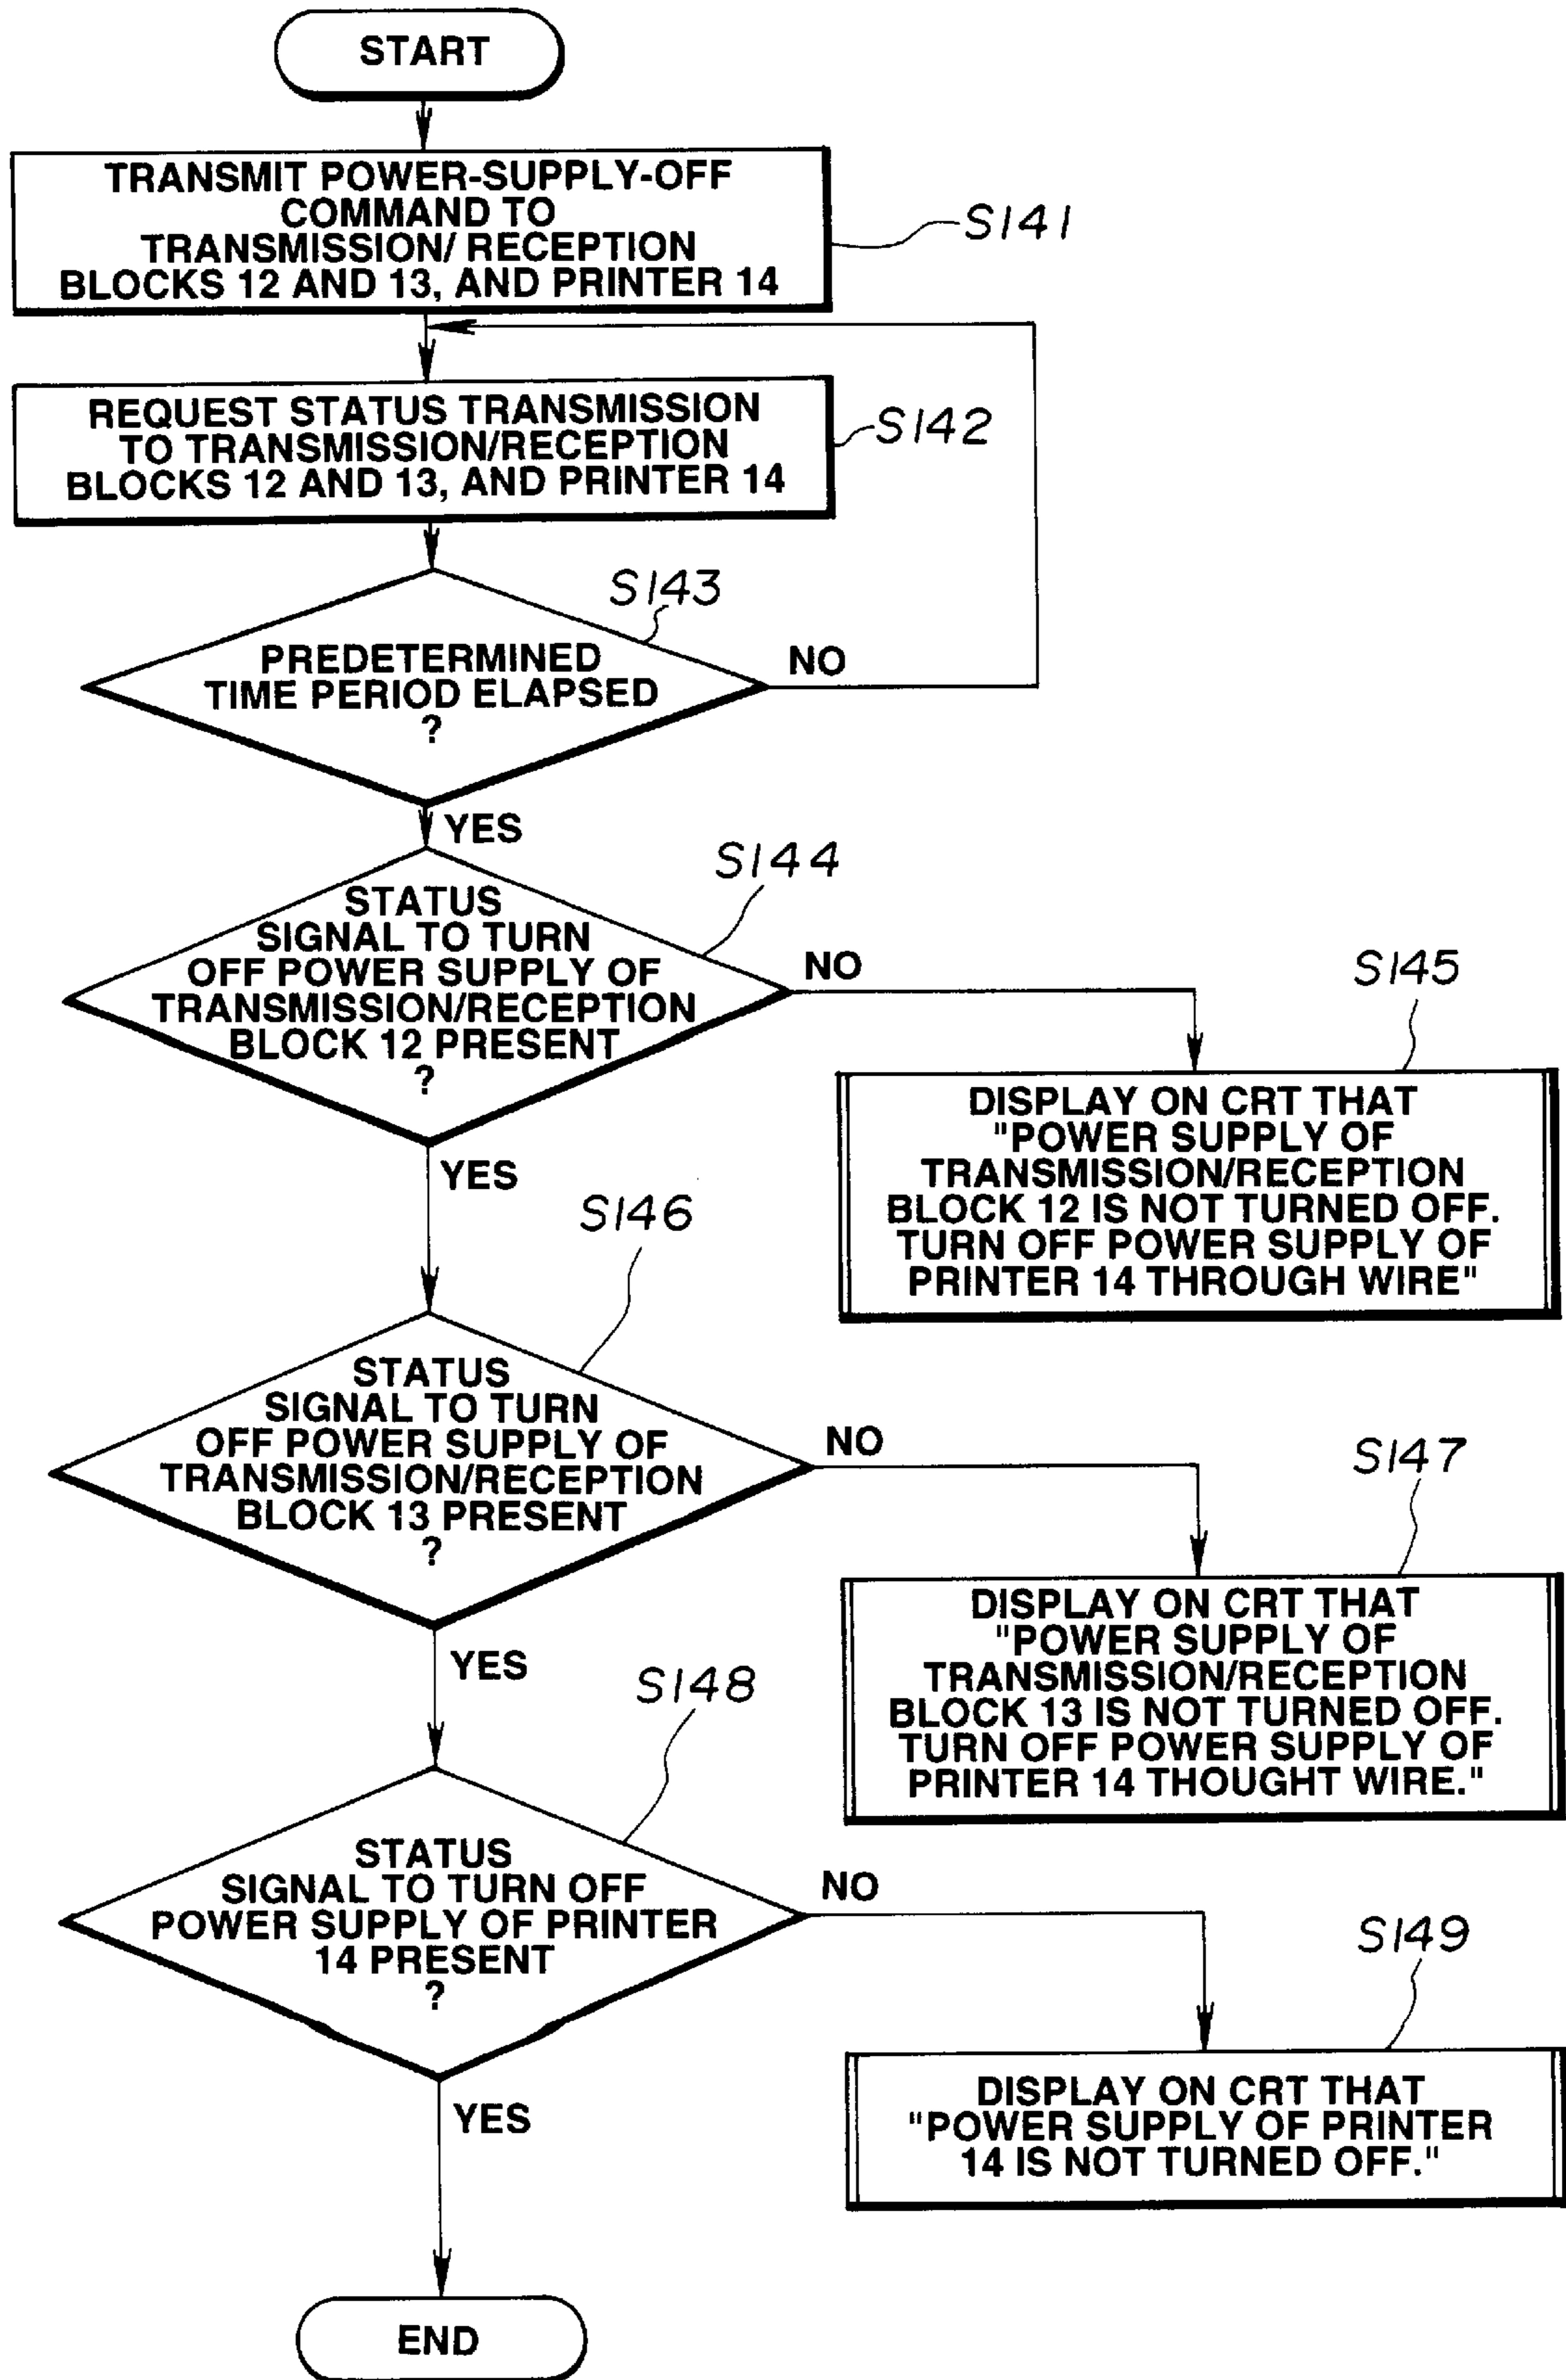 START
TRANSMIT POWER-SUPPLY-OFF
COMMAND TO
TRANSMISSION/ RECEPTION
BLOCKS 12 AND 13, AND PRINTER 14
S141
REQUEST STATUS TRANSMISSION
TO TRANSMISSION/RECEPTION
BLOCKS 12 AND 13, AND PRINTER 14
S142
S143
PREDETERMINED
TIME PERIOD ELAPSED
?
NO
YES
S144
STATUS
SIGNAL TO TURN
OFF POWER SUPPLY OF
TRANSMISSION/RECEPTION
BLOCK 12 PRESENT
?
NO
S145
DISPLAY ON CRT THAT
"POWER SUPPLY OF
TRANSMISSION/RECEPTION
BLOCK 12 IS NOT TURNED OFF.
TURN OFF POWER SUPPLY OF
PRINTER 14 THROUGH WIRE"
YES
S146
STATUS
SIGNAL TO TURN
OFF POWER SUPPLY OF
TRANSMISSION/RECEPTION
BLOCK 13 PRESENT
?
NO
S147
DISPLAY ON CRT THAT
"POWER SUPPLY OF
TRANSMISSION/RECEPTION
BLOCK 13 IS NOT TURNED OFF.
TURN OFF POWER SUPPLY OF
PRINTER 14 THOUGHT WIRE."
YES
S148
STATUS
SIGNAL TO TURN OFF
POWER SUPPLY OF PRINTER
14 PRESENT
?
NO
S149
DISPLAY ON CRT THAT
"POWER SUPPLY OF PRINTER
14 IS NOT TURNED OFF."
YES
END